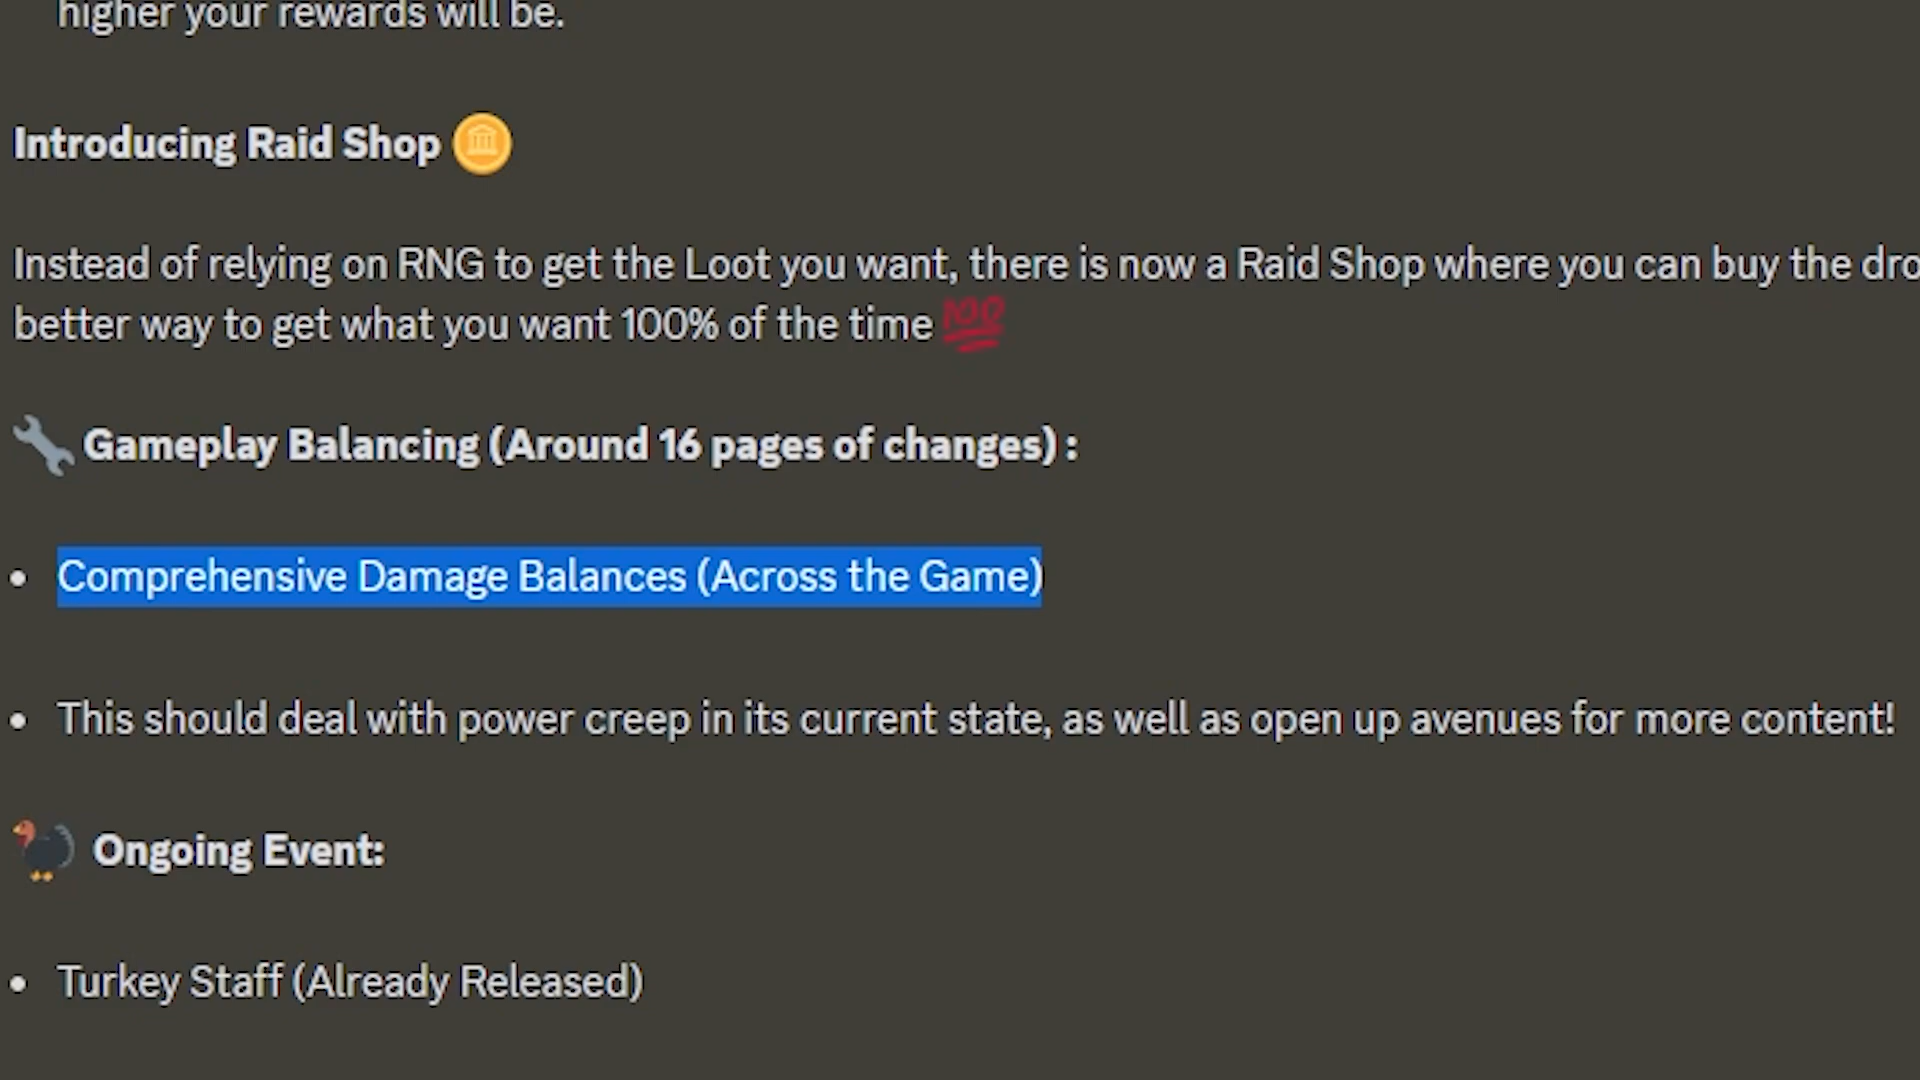 higher your rewards will be.
Introducing Raid Shop
Instead of relying on RNG to get the Loot you want, there is now a Raid Shop where you can buy the
better way to get what you want 100% of the time 💯
🔧 Gameplay Balancing (Around 16 pages of changes) :
• Comprehensive Damage Balances (Across the Game)
• This should deal with power creep in its current state, as well as open up avenues for more content!
🦃 Ongoing Event:
• Turkey Staff (Already Released)